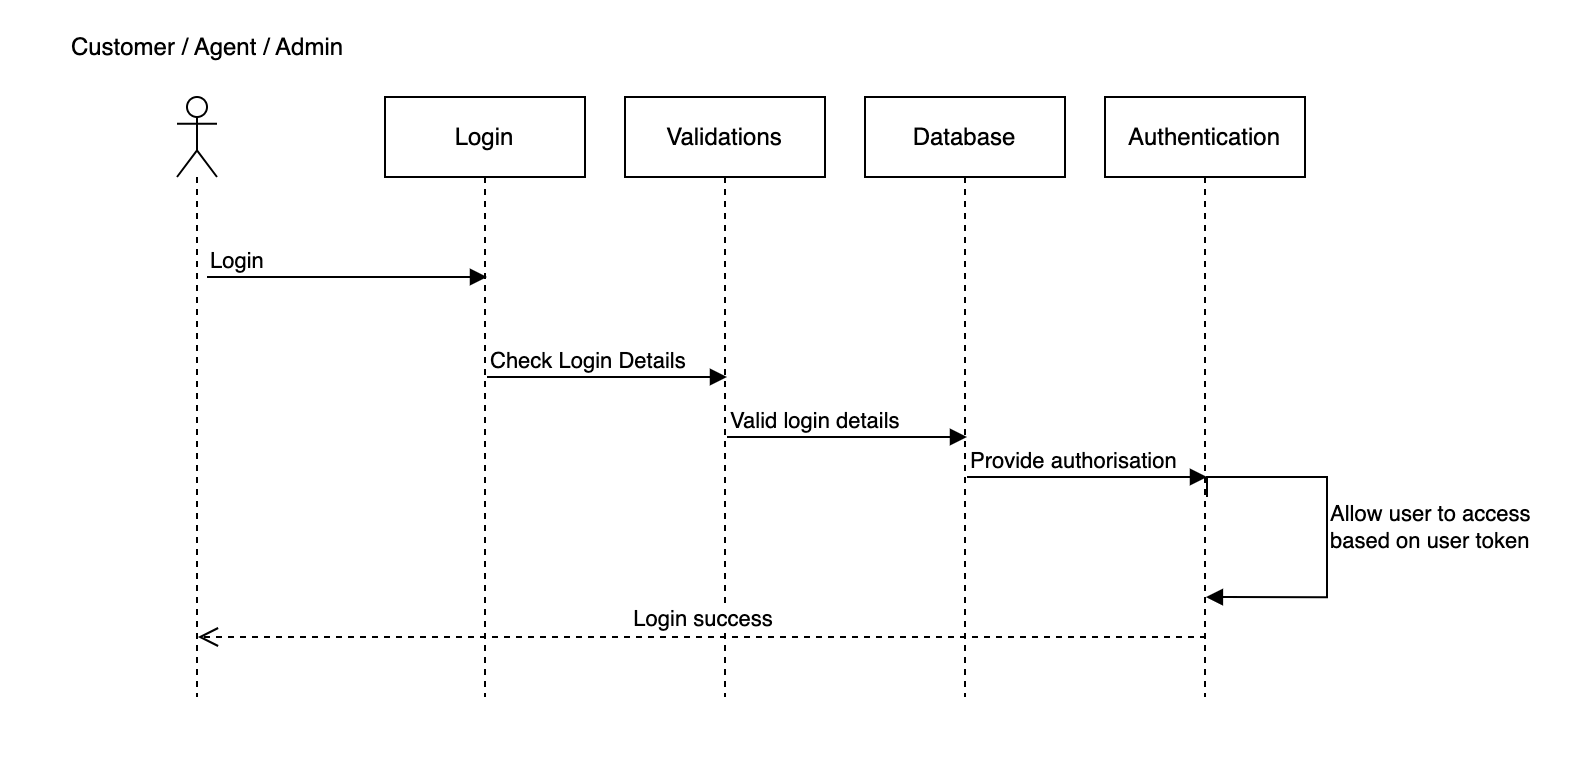 Customer / Agent / Admin
Login
Validations
Database
Authentication
Login
Check Login Details
Valid login details
Provide authorisation
Allow user to access
based on user token
Login success